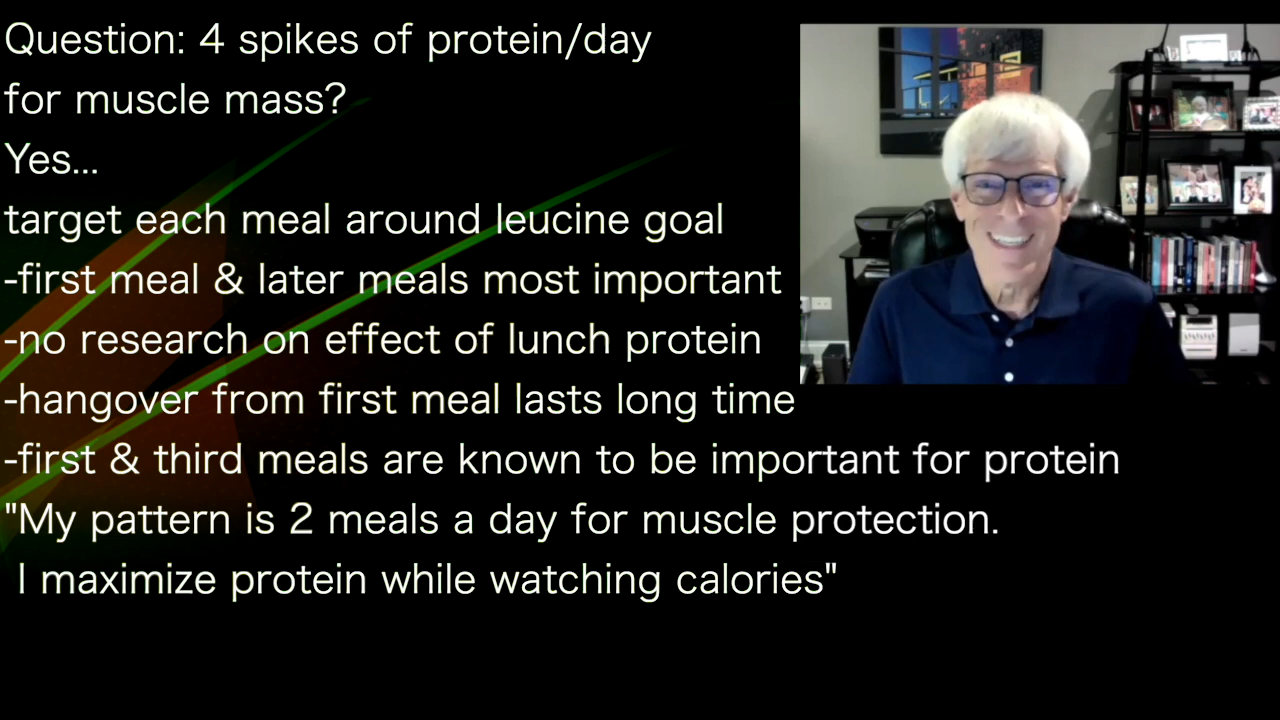 Question: 4 spikes of protein/day
for muscle mass?
Yes...
target each meal around leucine goal
-first meal & later meals most important
-no research on effect of lunch protein
-hangover from first meal lasts long time
-first & third meals are known to be important for protein
"My pattern is 2 meals a day for muscle protection.
I maximize protein while watching calories"